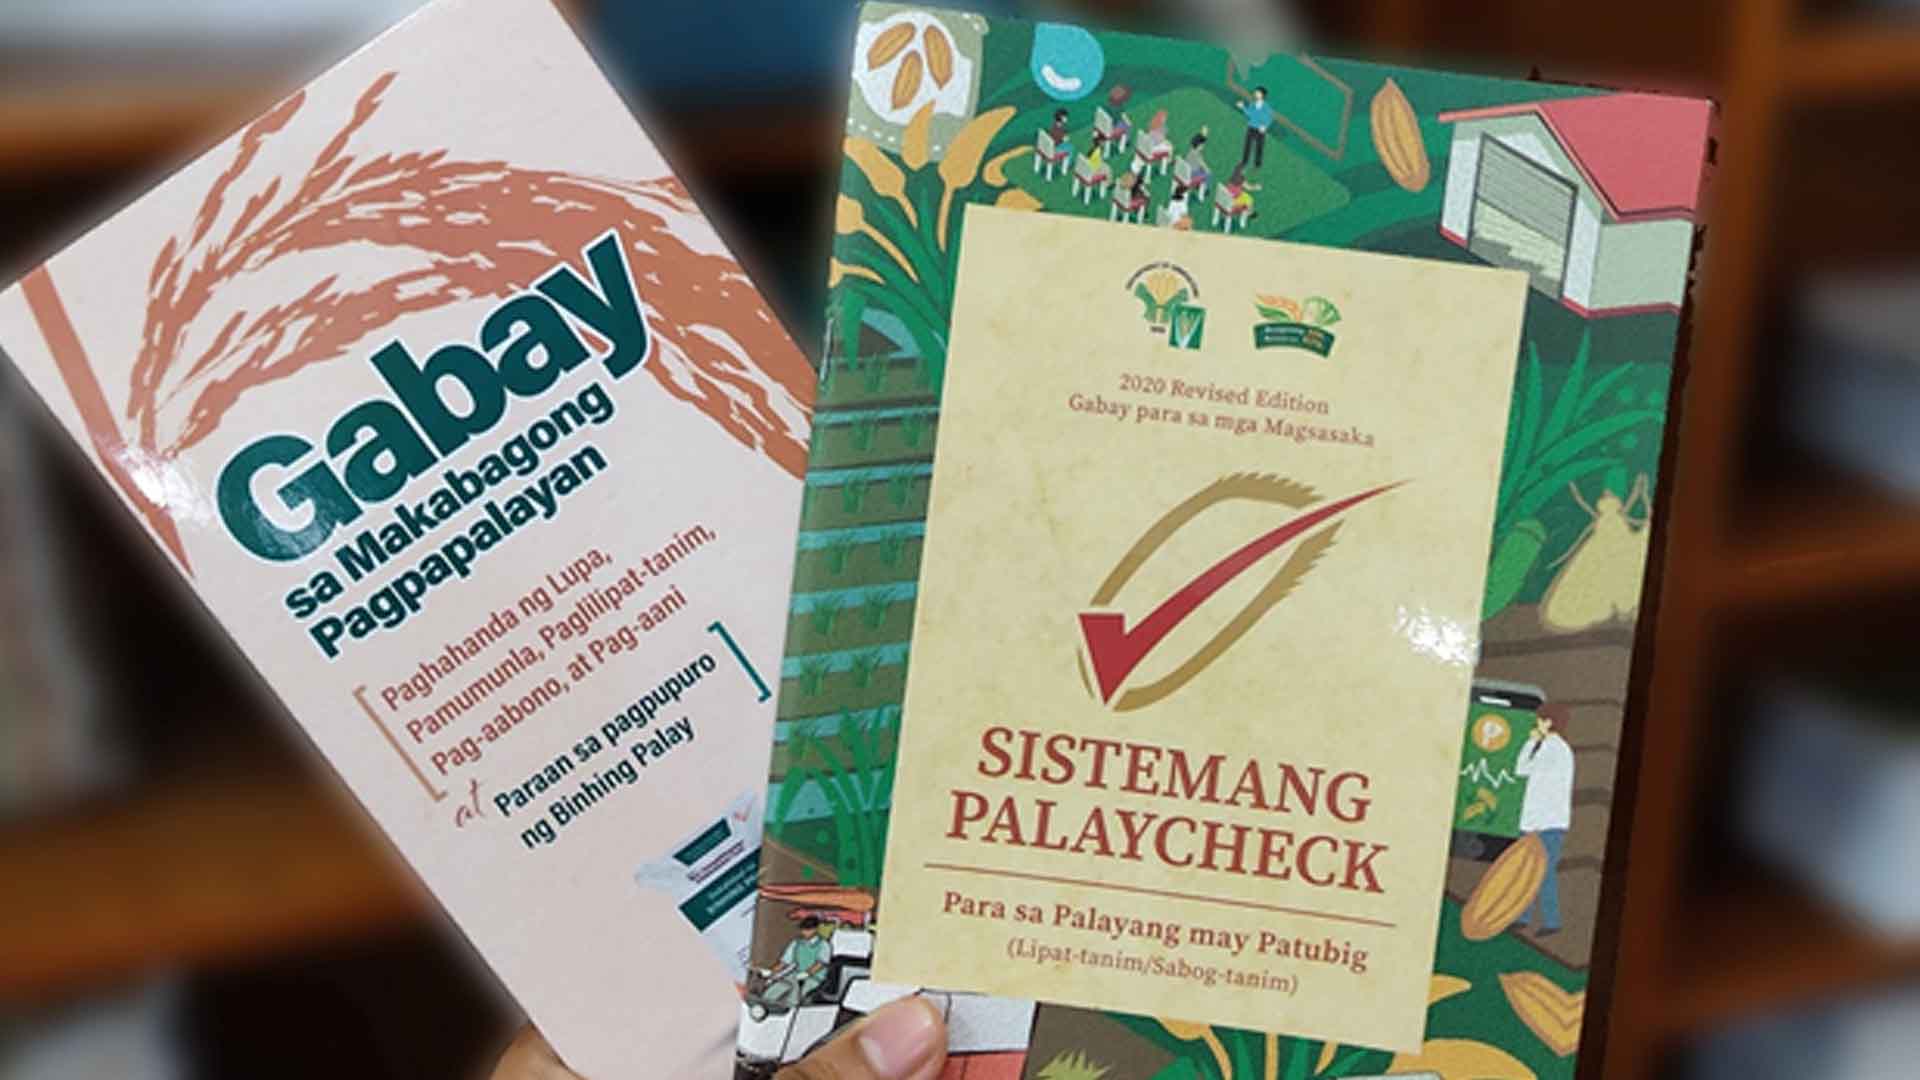 Gabay
sa Makabagong
Pagpapalayan
Paghahanda ng Lupa,
Pamumunla, Paglilipat-tanim,
Pag-aabono, at Pag-aani
at Paraan sa pagpupuro
ng Binhing Palay
2020 Revised Edition
Gabay para sa mga Magsasaka
SISTEMANG
PALAYCHECK
Para sa Palayang may Patubig
(Lipat-tanim/Sabog-tanim)